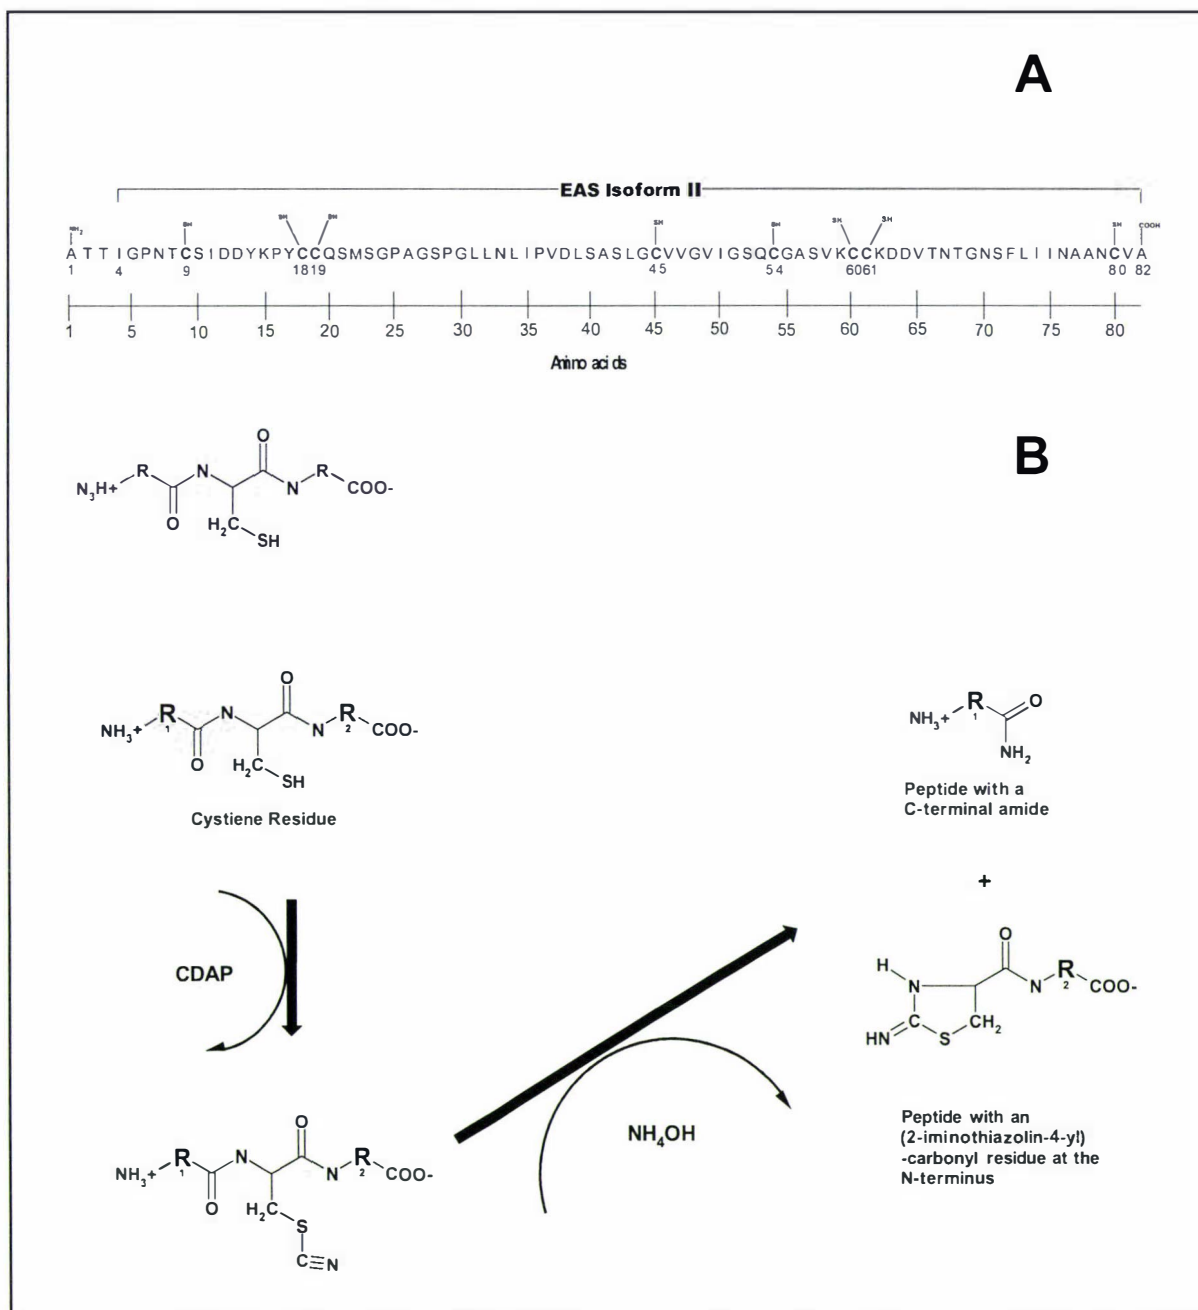 A
EAS Isoform II
NH2 SH SH SH SH SH SH SH SH COOH
ATTIGPNTCSIDDYKPYCCQSMSGPAGSPGLLNLIPVDLSASLGCVVGVIGSQCGASVKCCKDDVTNTGNSFLIINAANCVA
1 4 9 1819 45 54 6061 80 82
1 5 10 15 20 25 30 35 40 45 50 55 60 65 70 75 80
Amino acids
B
O
N3H+ R N N R COO-
O H2C SH
O
NH3+ R1 N N R2 COO-
O H2C SH
Cystiene Residue
NH3+ R1 O
NH2
Peptide with a
C-terminal amide
+
CDAP
O
H N N R2 COO-
HN C S CH2
NH4OH
Peptide with an
(2-iminothiazolin-4-yl)
-carbonyl residue at the
N-terminus
O
NH3+ R1 N N R2 COO-
O H2C S
C≡N